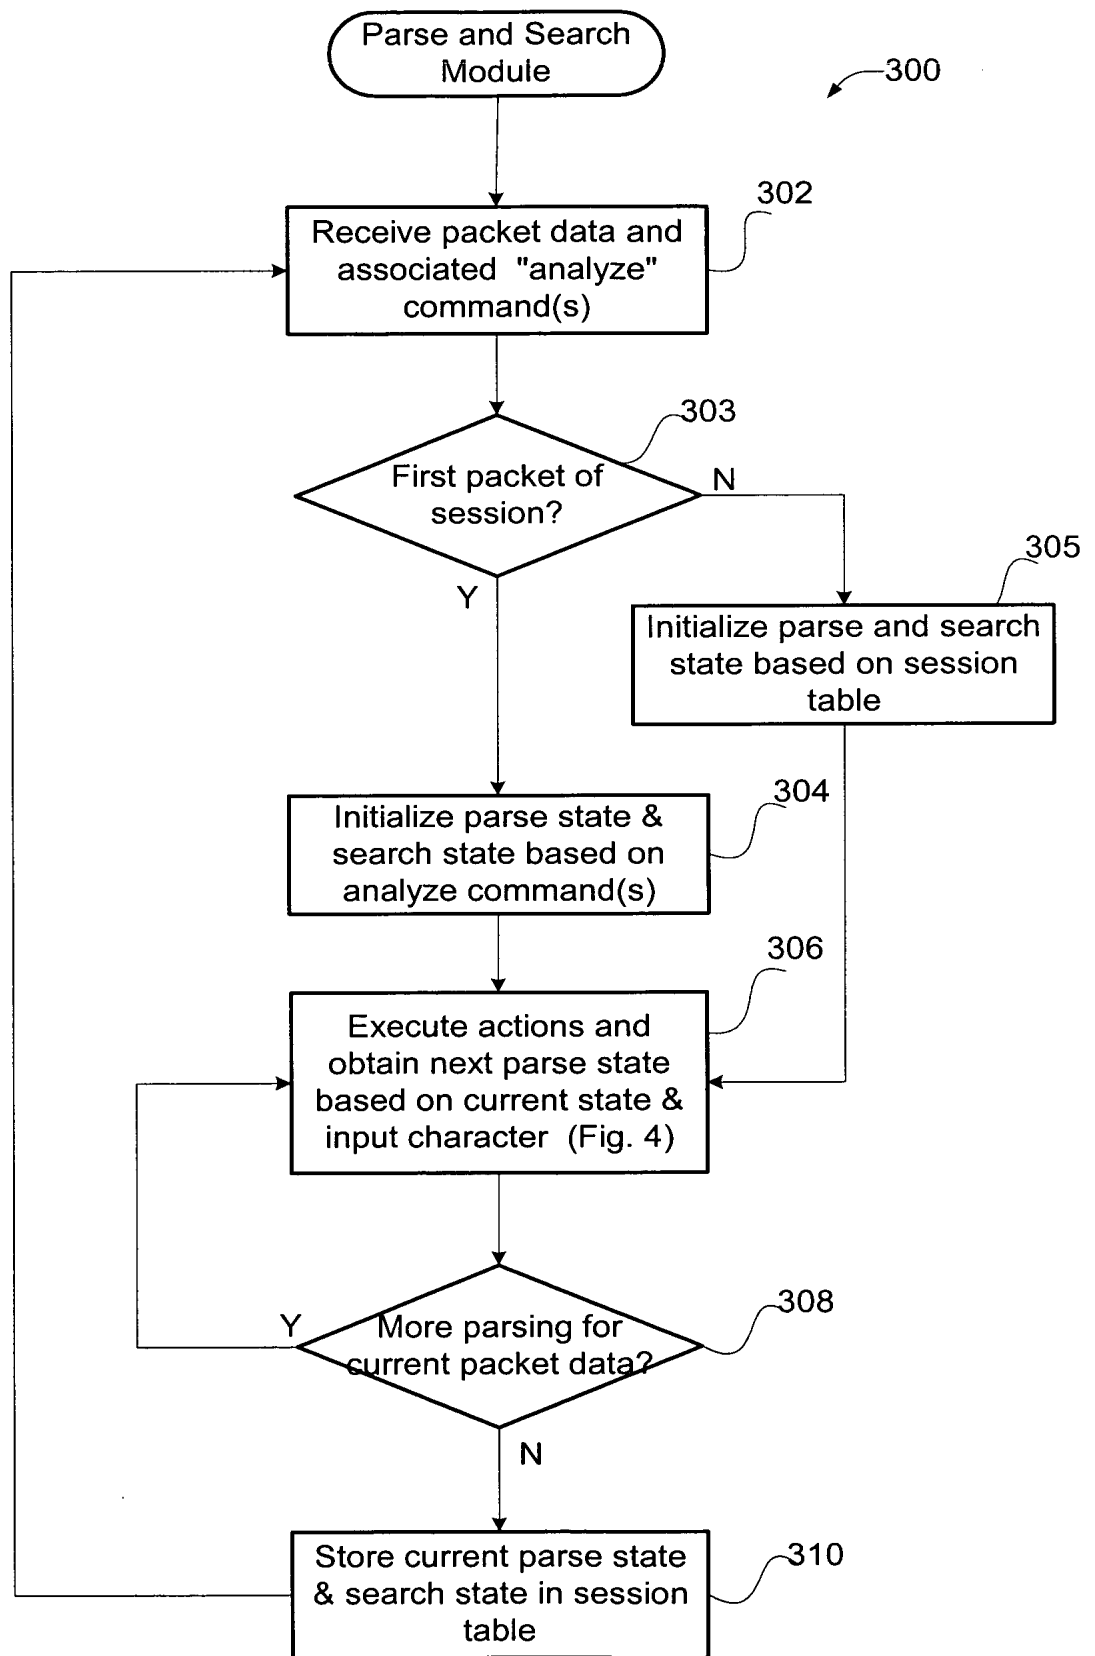 Parse and Search
Module
300
302
Receive packet data and
associated "analyze"
command(s)
303
First packet of
session?
N
Y
305
Initialize parse and search
state based on session
table
304
Initialize parse state &
search state based on
analyze command(s)
306
Execute actions and
obtain next parse state
based on current state &
input character (Fig. 4)
308
Y
More parsing for
current packet data?
N
310
Store current parse state
& search state in session
table